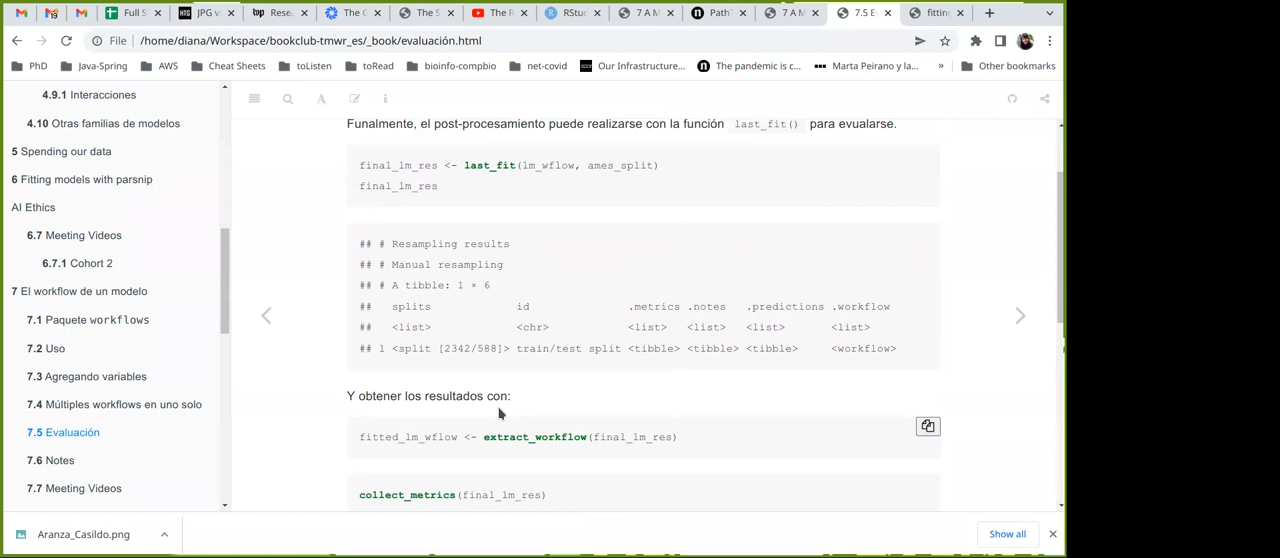 Full S
JPG v
Rese
The G
The S
The R
RStu
7 A M
PathT
7 A M
7.5 Ev
fittin
File /home/diana/Workspace/bookclub-tmwr_es/_book/evaluación.html
PhD Java-Spring AWS Cheat Sheets toListen toRead bioinfo-compbio net-covid Our Infrastructure... The pandemic is c... Marta Peirano y la... » Other bookmarks
4.9.1 Interacciones
4.10 Otras familias de modelos
5 Spending our data
6 Fitting models with parsnip
AI Ethics
6.7 Meeting Videos
6.7.1 Cohort 2
7 El workflow de un modelo
7.1 Paquete workflows
7.2 Uso
7.3 Agregando variables
7.4 Múltiples workflows en uno solo
7.5 Evaluación
7.6 Notes
7.7 Meeting Videos
Funalmente, el post-procesamiento puede realizarse con la función last_fit() para evualarse.
final_lm_res <- last_fit(lm_wflow, ames_split)
final_lm_res
## # Resampling results
## # Manual resampling
## # A tibble: 1 × 6
## splits id .metrics .notes .predictions .workflow
## <list> <chr> <list> <list> <list> <list>
## 1 <split [2342/588]> train/test split <tibble> <tibble> <tibble> <workflow>
Y obtener los resultados con:
fitted_lm_wflow <- extract_workflow(final_lm_res)
collect_metrics(final_lm_res)
Aranza_Casildo.png
Show all